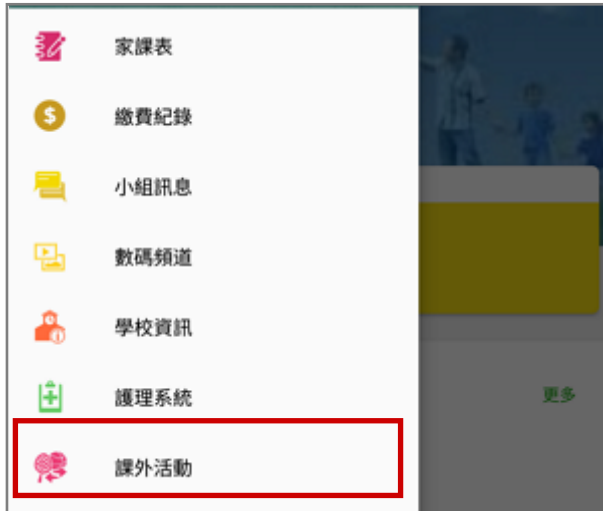 家課表
繳費紀錄
小組訊息
數碼頻道
學校資訊
護理系統
更多
課外活動